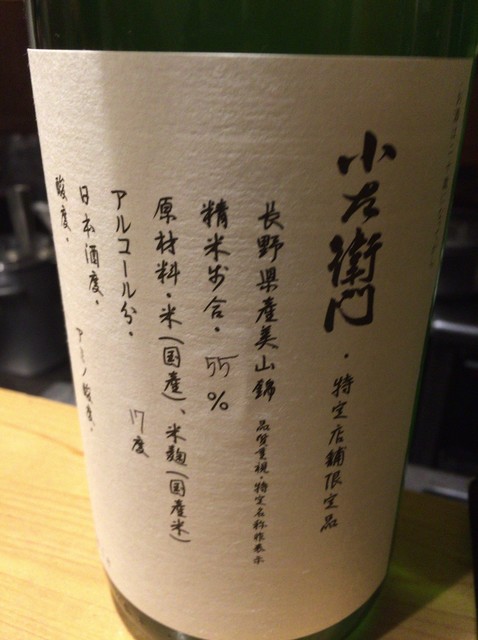 小左衛門・特定店舗限定品
長野県産美山錦 品質重視・特定名称非表示
精米歩合・55%
原材料・米(国産)、米麹(国産米)
アルコール分・17度
日本酒度・
酸度・ アミノ酸度・